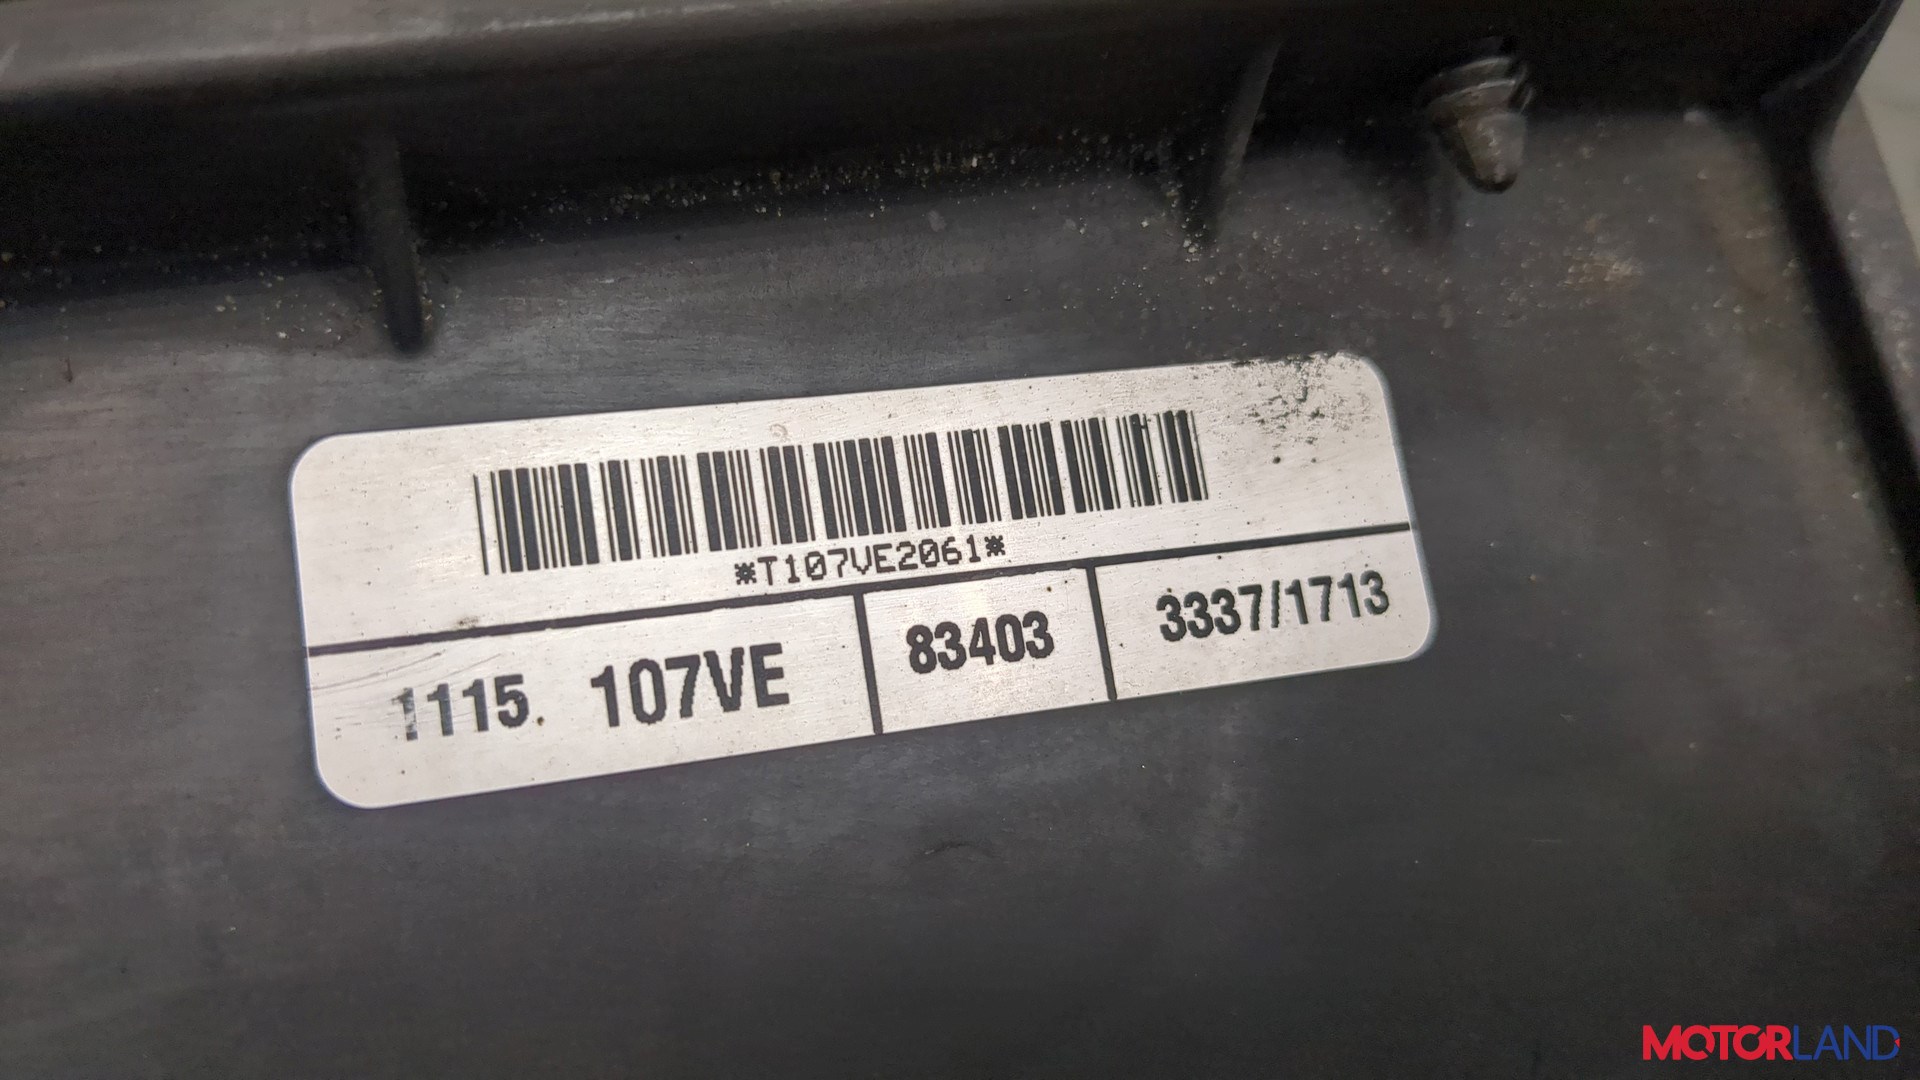 *T107VE2061*
1115 107VE 83403 3337/1713
MOTORLAND